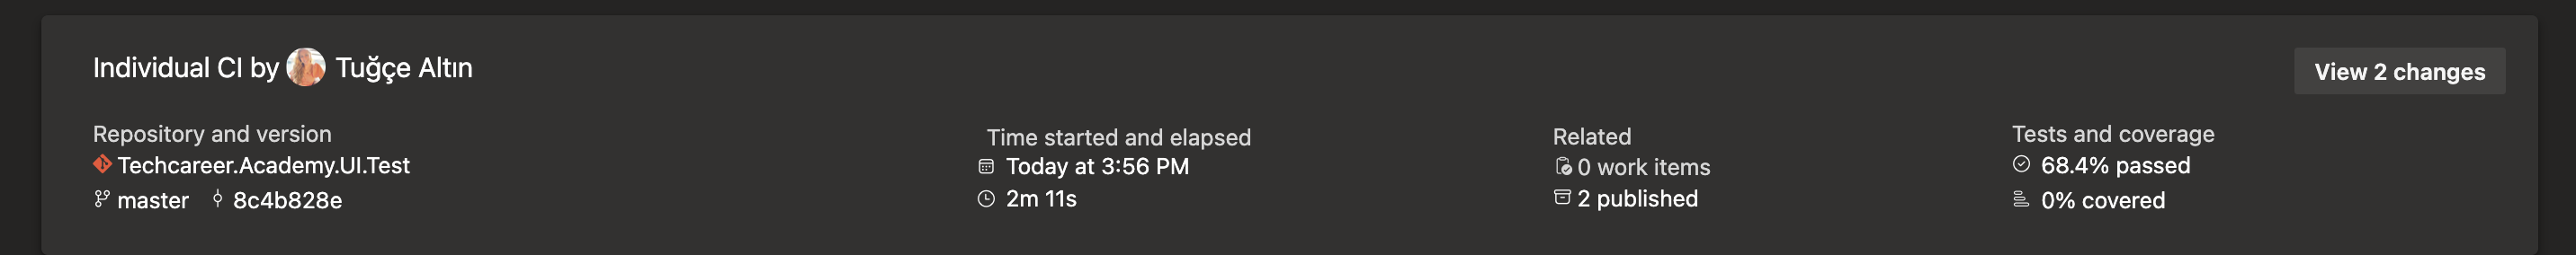 Individual CI by Tuğçe Altın
View 2 changes
Repository and version
Techcareer.Academy.UI.Test
master 8c4b828e
Time started and elapsed
Today at 3:56 PM
2m 11s
Related
0 work items
2 published
Tests and coverage
68.4% passed
0% covered